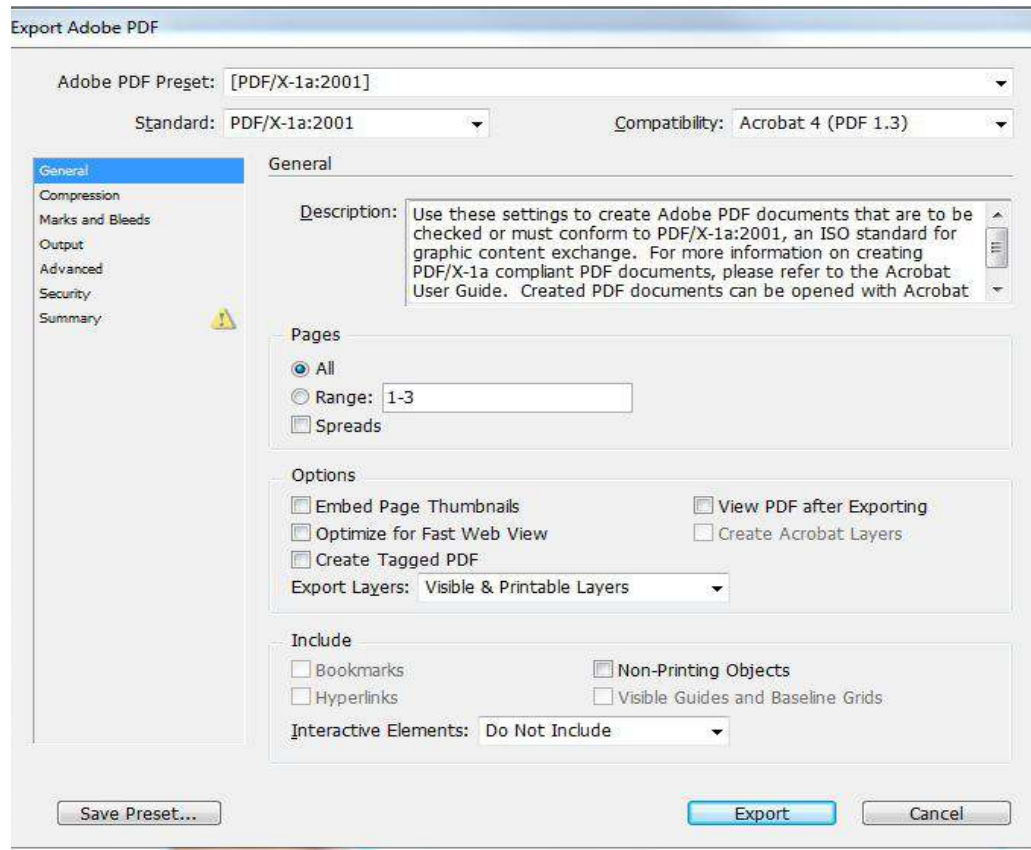 Export Adobe PDF
Adobe PDF Preset: [PDF/X-1a:2001]
Standard: PDF/X-1a:2001 Compatibility: Acrobat 4 (PDF 1.3)
General
Compression
Marks and Bleeds
Output
Advanced
Security
Summary
General
Description: Use these settings to create Adobe PDF documents that are to be
checked or must conform to PDF/X-1a:2001, an ISO standard for
graphic content exchange. For more information on creating
PDF/X-1a compliant PDF documents, please refer to the Acrobat
User Guide. Created PDF documents can be opened with Acrobat
Pages
All
Range: 1-3
Spreads
Options
Embed Page Thumbnails View PDF after Exporting
Optimize for Fast Web View Create Acrobat Layers
Create Tagged PDF
Export Layers: Visible & Printable Layers
Include
Bookmarks Non-Printing Objects
Hyperlinks Visible Guides and Baseline Grids
Interactive Elements: Do Not Include
Save Preset... Export Cancel